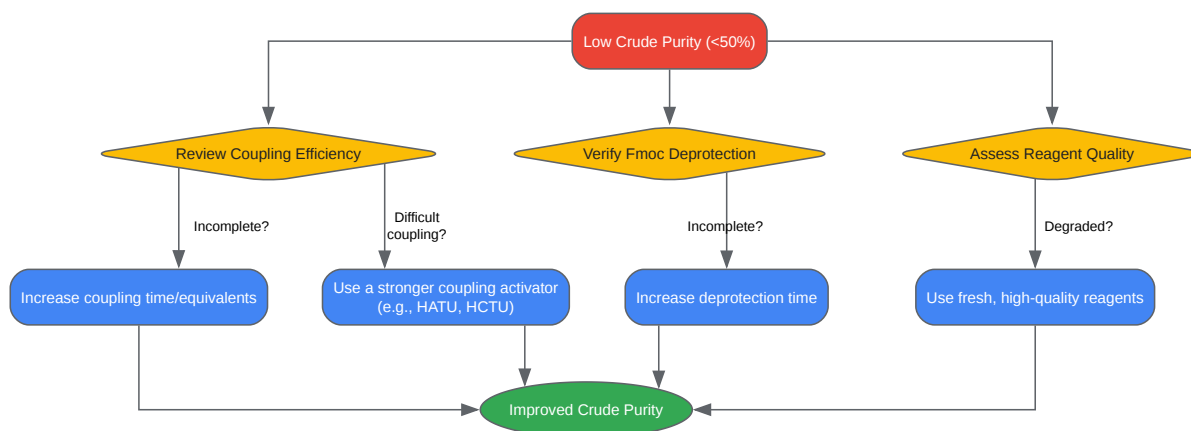 Low Crude Purity (<50%)
Review Coupling Efficiency
Verify Fmoc Deprotection
Assess Reagent Quality
Incomplete?
Difficult
coupling?
Incomplete?
Degraded?
Increase coupling time/equivalents
Use a stronger coupling activator
(e.g., HATU, HCTU)
Increase deprotection time
Use fresh, high-quality reagents
Improved Crude Purity